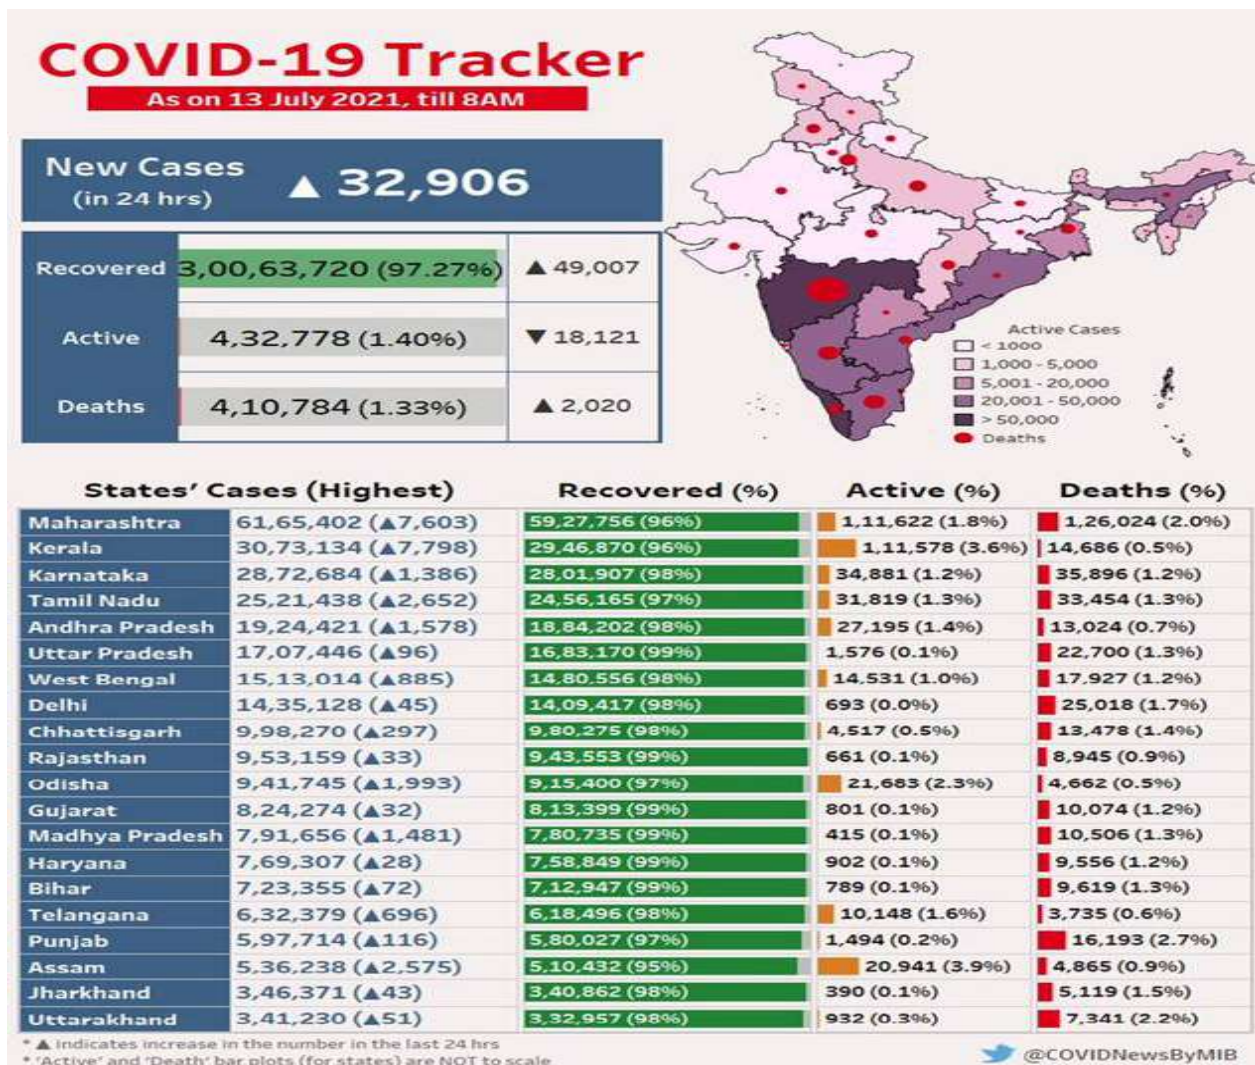 COVID-19 Tracker
As on 13 July 2021, till 8AM
New Cases
(in 24 hrs)
▲ 32,906
Recovered 3,00,63,720 (97.27%) ▲ 49,007
Active 4,32,778 (1.40%) ▼ 18,121
Deaths 4,10,784 (1.33%) ▲ 2,020
Active Cases
< 1000
1,000 - 5,000
5,001 - 20,000
20,001 - 50,000
> 50,000
Deaths
States' Cases (Highest) Recovered (%) Active (%) Deaths (%)
Maharashtra 61,65,402 (▲7,603) 59,27,756 (96%) 1,11,622 (1.8%) 1,26,024 (2.0%)
Kerala 30,73,134 (▲7,798) 29,46,870 (96%) 1,11,578 (3.6%) 14,686 (0.5%)
Karnataka 28,72,684 (▲1,386) 28,01,907 (98%) 34,881 (1.2%) 35,896 (1.2%)
Tamil Nadu 25,21,438 (▲2,652) 24,56,165 (97%) 31,819 (1.3%) 33,454 (1.3%)
Andhra Pradesh 19,24,421 (▲1,578) 18,84,202 (98%) 27,195 (1.4%) 13,024 (0.7%)
Uttar Pradesh 17,07,446 (▲96) 16,83,170 (99%) 1,576 (0.1%) 22,700 (1.3%)
West Bengal 15,13,014 (▲885) 14,80,556 (98%) 14,531 (1.0%) 17,927 (1.2%)
Delhi 14,35,128 (▲45) 14,09,417 (98%) 693 (0.0%) 25,018 (1.7%)
Chhattisgarh 9,98,270 (▲297) 9,80,275 (98%) 4,517 (0.5%) 13,478 (1.4%)
Rajasthan 9,53,159 (▲33) 9,43,553 (99%) 661 (0.1%) 8,945 (0.9%)
Odisha 9,41,745 (▲1,993) 9,15,400 (97%) 21,683 (2.3%) 4,662 (0.5%)
Gujarat 8,24,274 (▲32) 8,13,399 (99%) 801 (0.1%) 10,074 (1.2%)
Madhya Pradesh 7,91,656 (▲1,481) 7,80,735 (99%) 415 (0.1%) 10,506 (1.3%)
Haryana 7,69,307 (▲28) 7,58,849 (99%) 902 (0.1%) 9,556 (1.2%)
Bihar 7,23,355 (▲72) 7,12,947 (99%) 789 (0.1%) 9,619 (1.3%)
Telangana 6,32,379 (▲696) 6,18,496 (98%) 10,148 (1.6%) 3,735 (0.6%)
Punjab 5,97,714 (▲116) 5,80,027 (97%) 1,494 (0.2%) 16,193 (2.7%)
Assam 5,36,238 (▲2,575) 5,10,432 (95%) 20,941 (3.9%) 4,865 (0.9%)
Jharkhand 3,46,371 (▲43) 3,40,862 (98%) 390 (0.1%) 5,119 (1.5%)
Uttarakhand 3,41,230 (▲51) 3,32,957 (98%) 932 (0.3%) 7,341 (2.2%)
* ▲ Indicates increase in the number in the last 24 hrs
* 'Active' and 'Death' bar plots (for states) are NOT to scale
@COVIDNewsByMIB